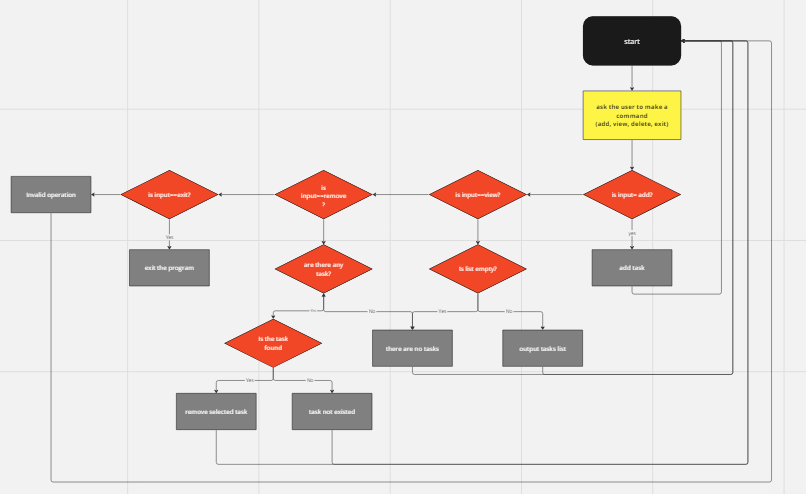 start
ask the user to make a
command
(add, view, delete, exit)
Invalid operation
is input==exit?
is
input==remove
?
is input==view?
is input= add?
Yes
yes
exit the program
are there any
task?
Is list empty?
add task
No
Yes
No
Is the task
found
there are no tasks
output tasks list
Yes
No
remove selected task
task not existed